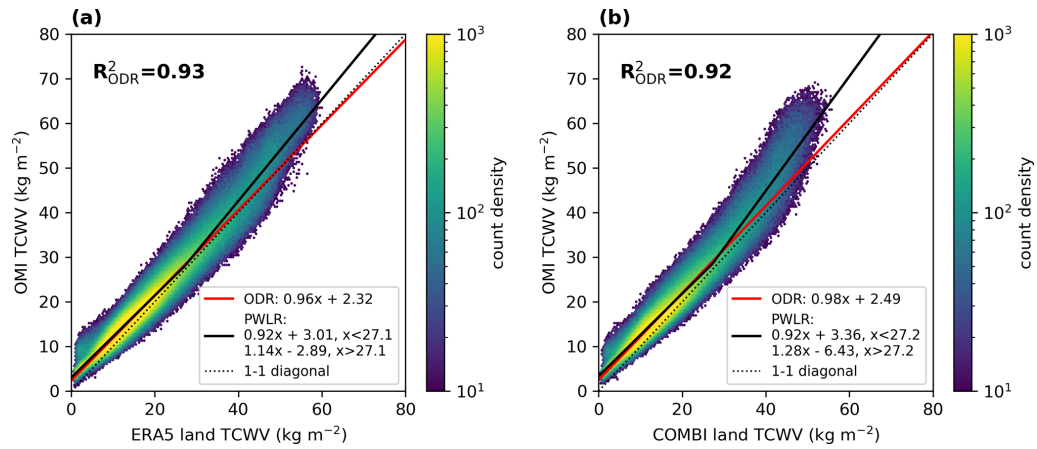 (a)
R²ODR=0.93
80
70
60
50
40
30
20
10
0
OMI TCWV (kg m⁻²)
0 20 40 60 80
ERA5 land TCWV (kg m⁻²)
ODR: 0.96x + 2.32
PWLR:
0.92x + 3.01, x<27.1
1.14x - 2.89, x>27.1
1-1 diagonal
10³
10²
10¹
count density
(b)
R²ODR=0.92
80
70
60
50
40
30
20
10
0
OMI TCWV (kg m⁻²)
0 20 40 60 80
COMBI land TCWV (kg m⁻²)
ODR: 0.98x + 2.49
PWLR:
0.92x + 3.36, x<27.2
1.28x - 6.43, x>27.2
1-1 diagonal
10³
10²
10¹
count density